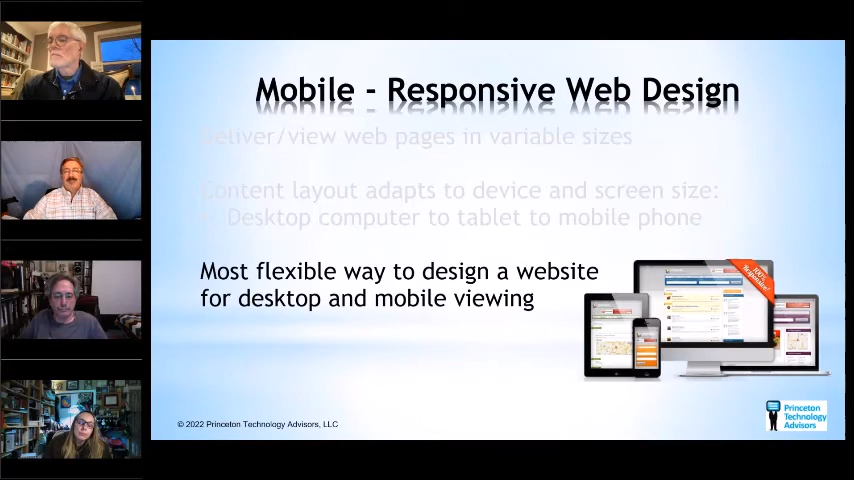 Mobile - Responsive Web Design
Deliver/view web pages in variable sizes
Content layout adapts to device and screen size:
Desktop computer to tablet to mobile phone
Most flexible way to design a website
for desktop and mobile viewing
100%
Responsive!
© 2022 Princeton Technology Advisors, LLC
Princeton
Technology
Advisors